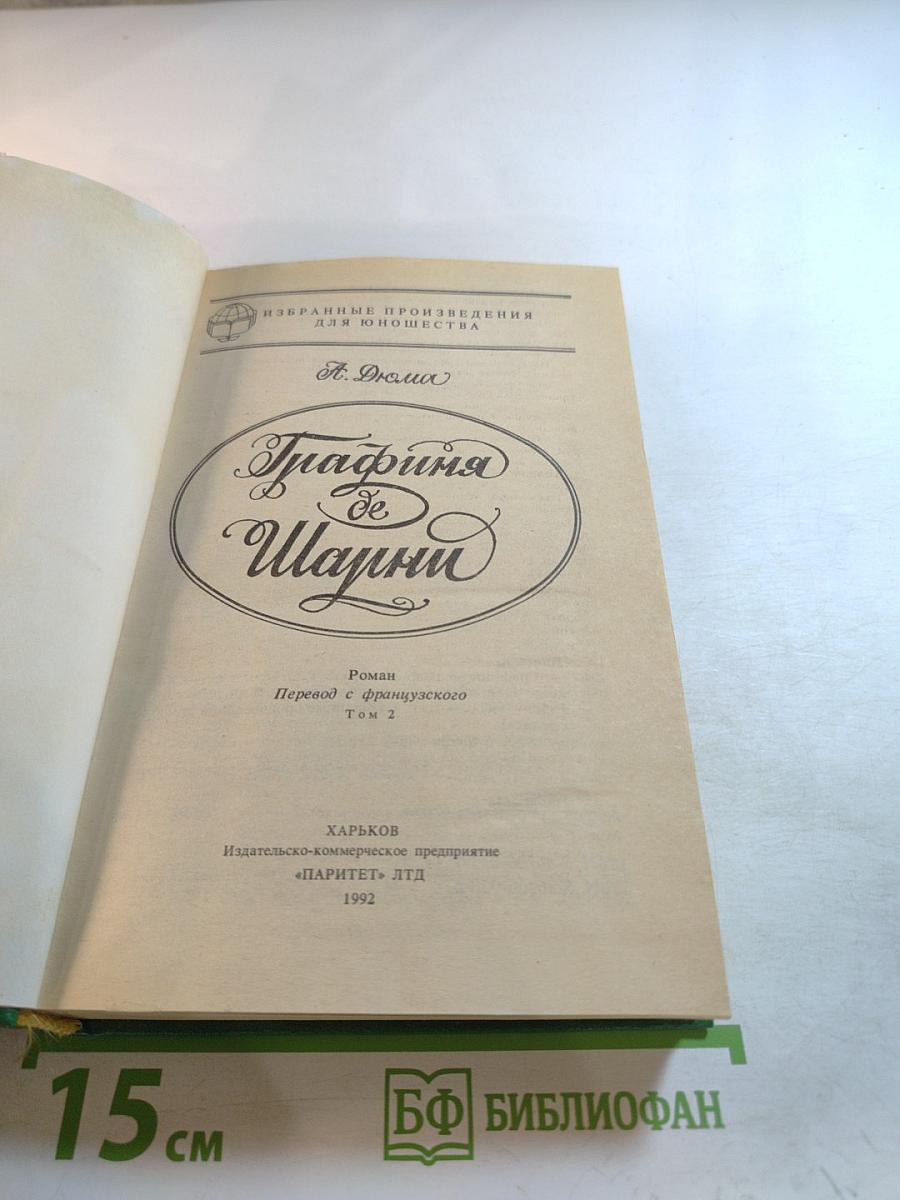 ИЗБРАННЫЕ ПРОИЗВЕДЕНИЯ
ДЛЯ ЮНОШЕСТВА
А. Дюма
Графиня
де
Шарни
Роман
Перевод с французского
Том 2
ХАРЬКОВ
Издательско-коммерческое предприятие
«ПАРИТЕТ» ЛТД
1992
15 см
БФ БИБЛИОФАН